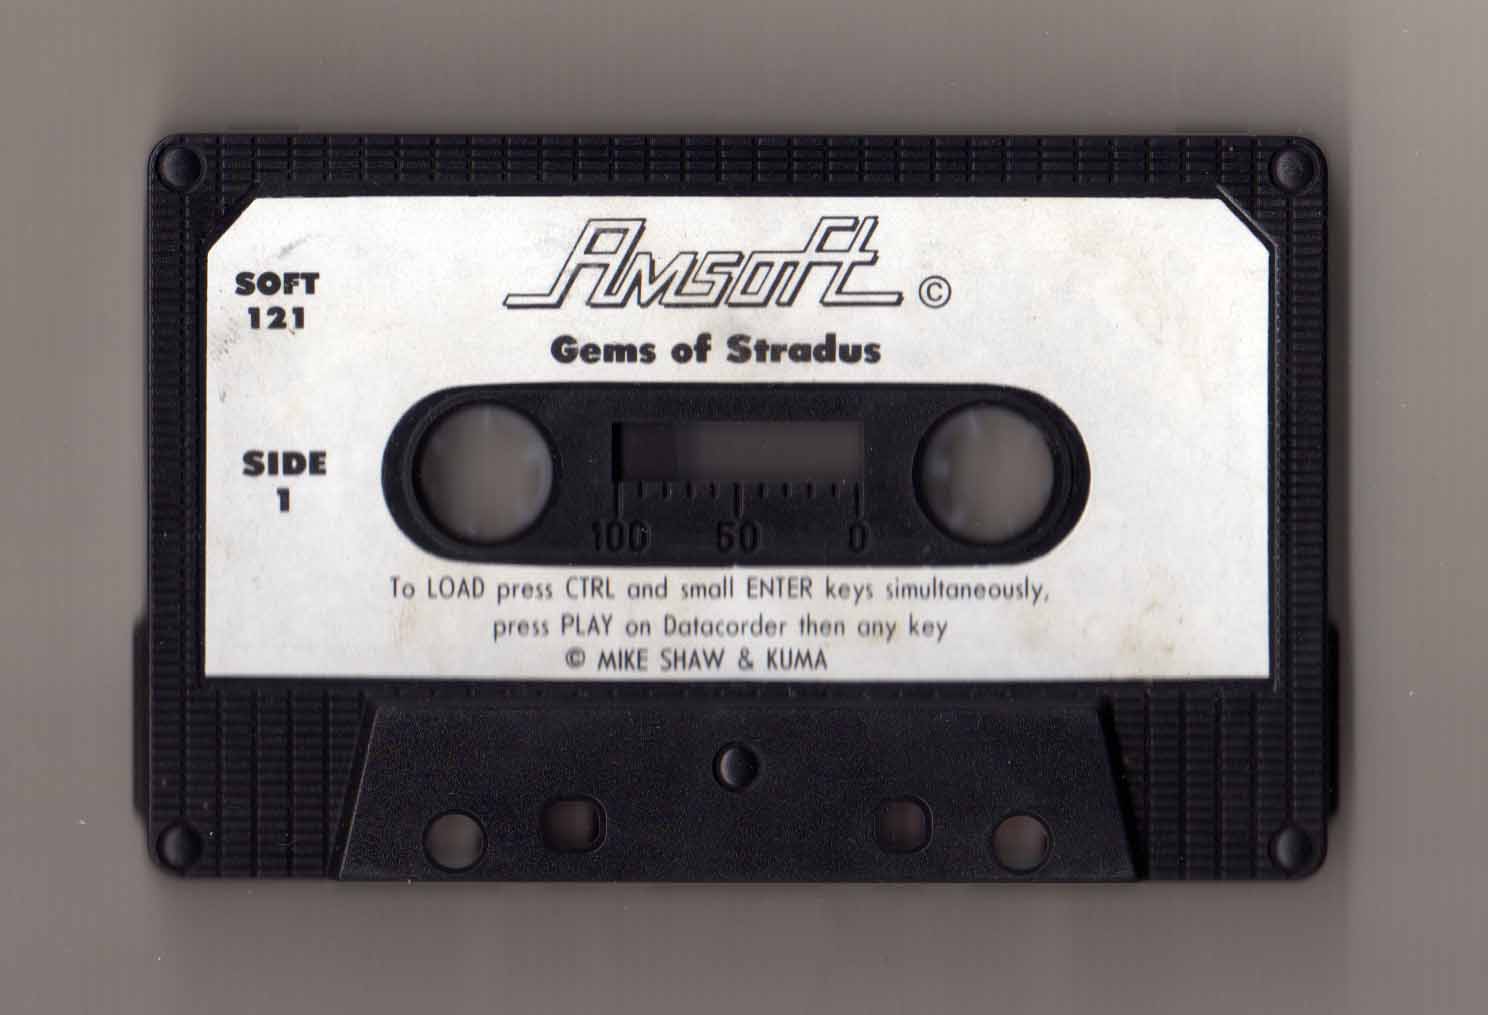 Amsoft ©
Gems of Stradus
SOFT
121
SIDE
1
100 50 0
To LOAD press CTRL and small ENTER keys simultaneously,
press PLAY on Datacorder then any key
© MIKE SHAW & KUMA